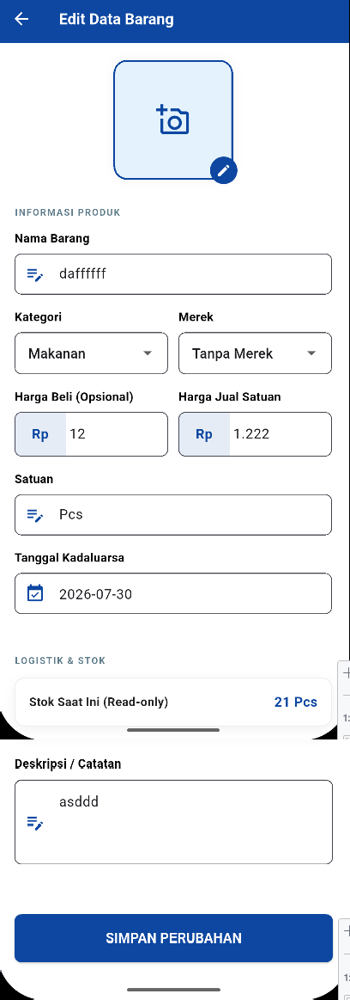 Edit Data Barang
INFORMASI PRODUK
Nama Barang
daffffff
Kategori
Merek
Makanan
Tanpa Merek
Harga Beli (Opsional)
Harga Jual Satuan
Rp 12
Rp 1.222
Satuan
Pcs
Tanggal Kadaluarsa
2026-07-30
LOGISTIK & STOK
Stok Saat Ini (Read-only)
21 Pcs
Deskripsi / Catatan
asddd
SIMPAN PERUBAHAN